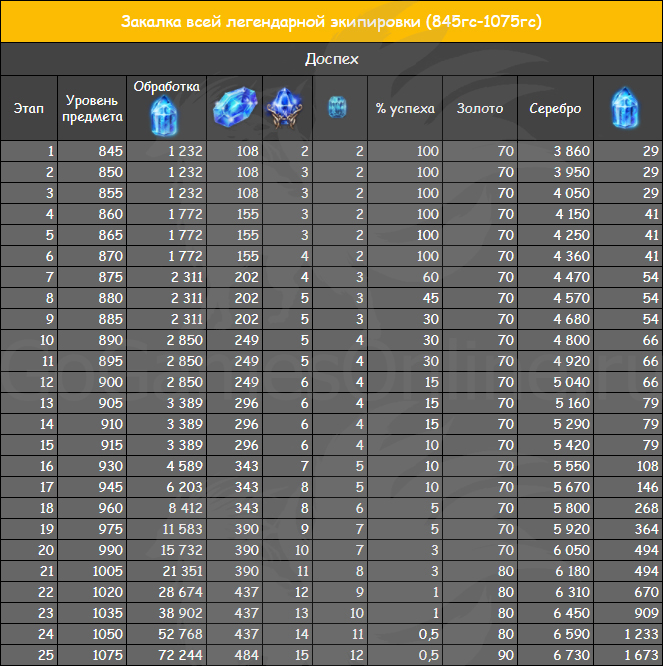 Закалка всей легендарной экипировки (845гс-1075гс)
Доспех
Этап Уровень предмета Обработка % успеха Золото Серебро
1 845 1 232 108 2 2 100 70 3 860 29
2 850 1 232 108 3 2 100 70 3 950 29
3 855 1 232 108 3 2 100 70 4 050 29
4 860 1 772 155 3 2 100 70 4 150 41
5 865 1 772 155 3 2 100 70 4 250 41
6 870 1 772 155 4 2 100 70 4 360 41
7 875 2 311 202 4 3 60 70 4 470 54
8 880 2 311 202 5 3 45 70 4 570 54
9 885 2 311 202 5 3 30 70 4 680 54
10 890 2 850 249 5 4 30 70 4 800 66
11 895 2 850 249 5 4 30 70 4 920 66
12 900 2 850 249 6 4 15 70 5 040 66
13 905 3 389 296 6 4 15 70 5 160 79
14 910 3 389 296 6 4 15 70 5 290 79
15 915 3 389 296 6 4 10 70 5 420 79
16 930 4 589 343 7 5 10 70 5 550 108
17 945 6 203 343 8 5 10 70 5 670 146
18 960 8 412 343 8 6 5 70 5 800 268
19 975 11 583 390 9 7 5 70 5 920 364
20 990 15 732 390 10 7 3 70 6 050 494
21 1005 21 351 390 11 8 3 80 6 180 494
22 1020 28 674 437 12 9 1 80 6 310 670
23 1035 38 902 437 13 10 1 80 6 450 909
24 1050 52 768 437 14 11 0,5 80 6 590 1 233
25 1075 72 244 484 15 12 0,5 90 6 730 1 673